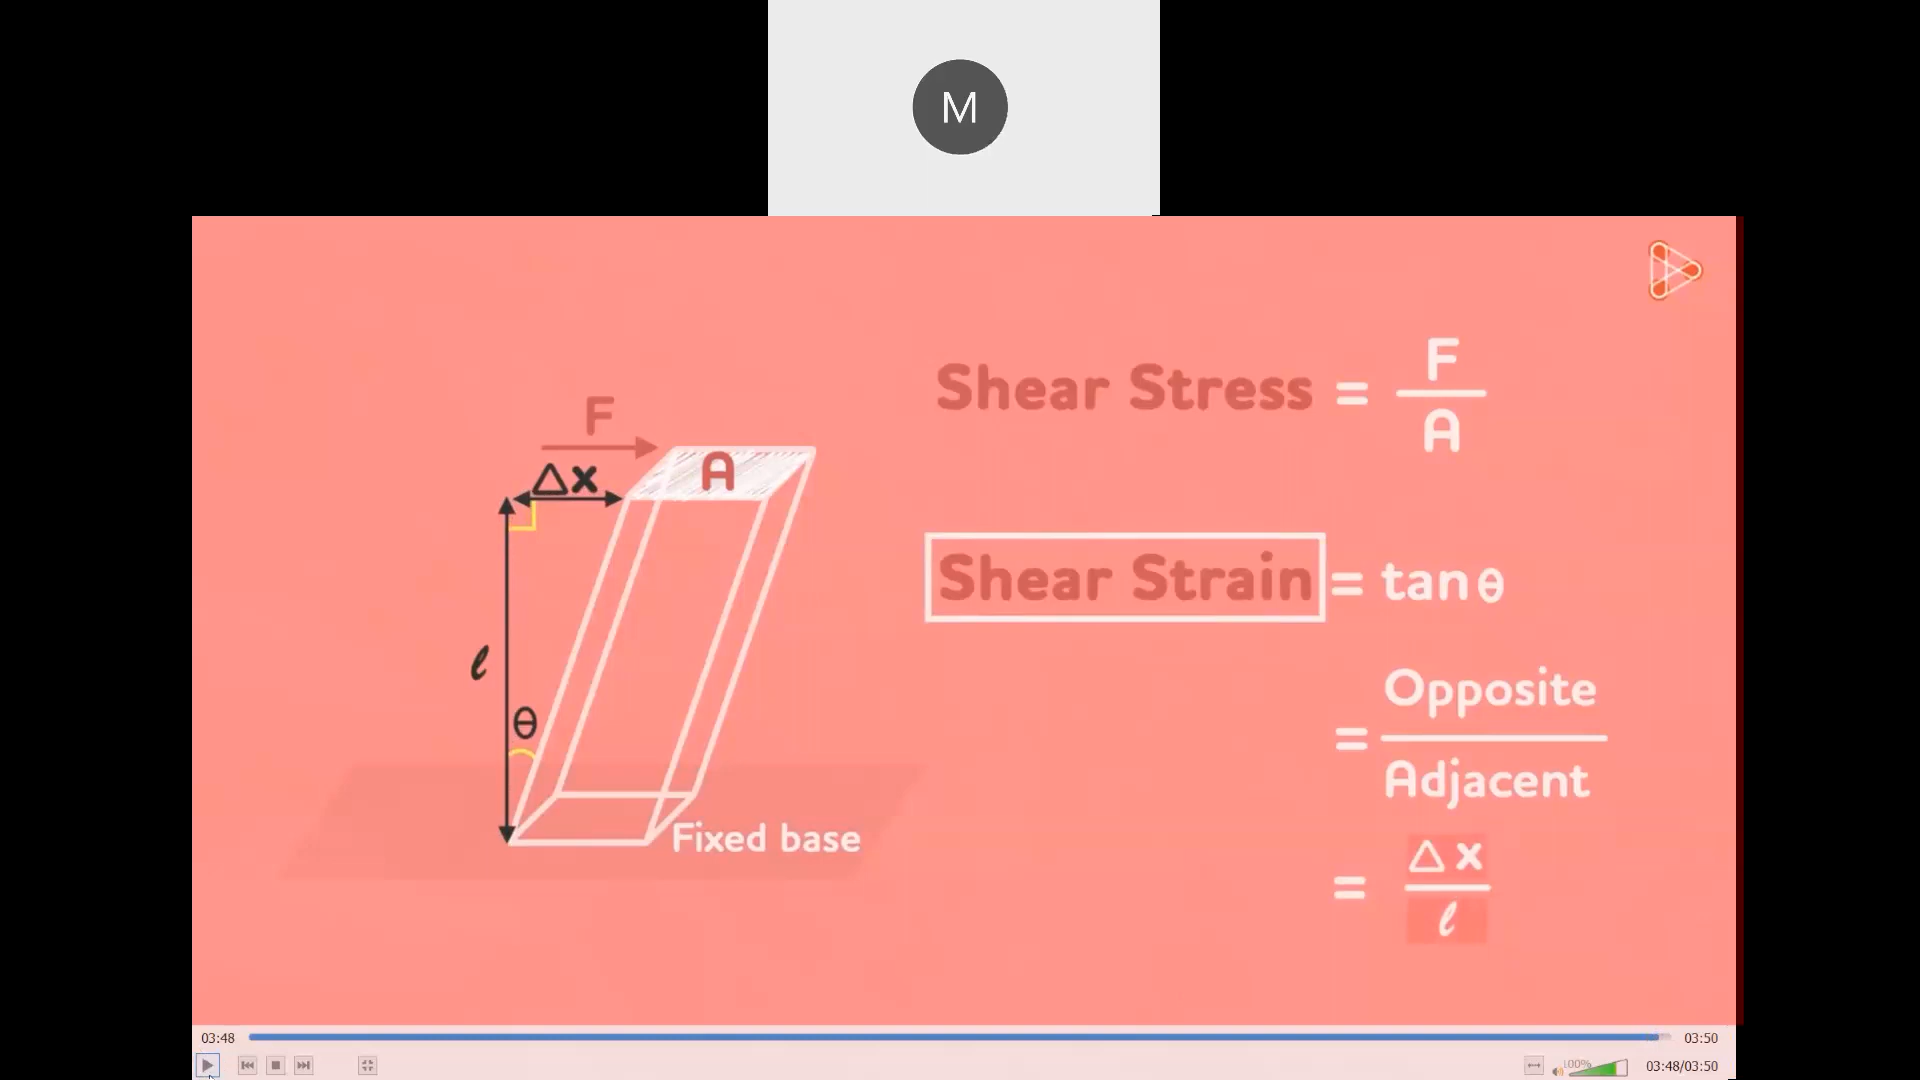 M
F
Δx
A
ℓ
θ
Fixed base
Shear Stress = F
A
Shear Strain = tan θ
= Opposite
Adjacent
= Δx
ℓ
03:48
03:50
100%
03:48/03:50